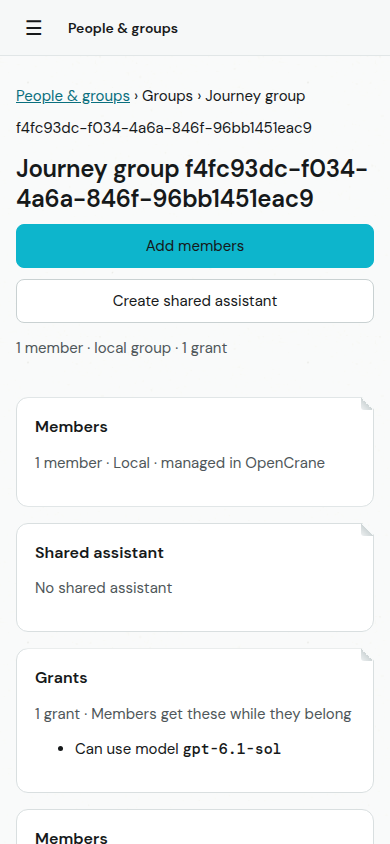 People & groups
People & groups › Groups › Journey group
f4fc93dc-f034-4a6a-846f-96bb1451eac9
Journey group f4fc93dc-f034-
4a6a-846f-96bb1451eac9
Add members
Create shared assistant
1 member · local group · 1 grant
Members
1 member · Local · managed in OpenCrane
Shared assistant
No shared assistant
Grants
1 grant · Members get these while they belong
• Can use model gpt-6.1-sol
Members